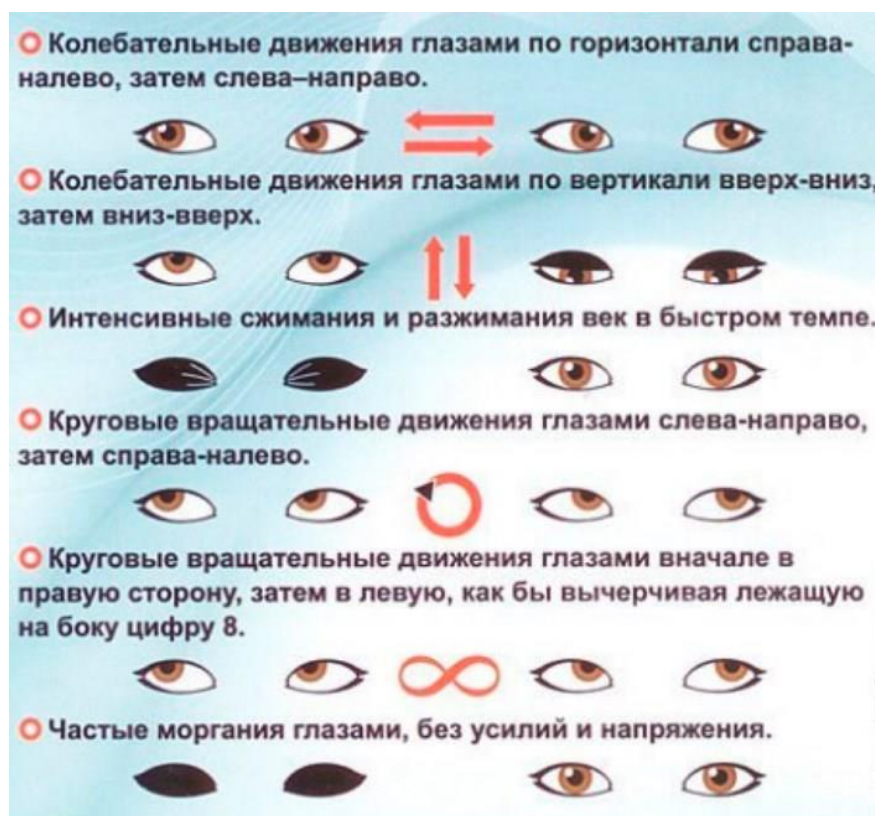 Колебательные движения глазами по горизонтали справа-
налево, затем слева–направо.
Колебательные движения глазами по вертикали вверх-вниз,
затем вниз-вверх.
Интенсивные сжимания и разжимания век в быстром темпе.
Круговые вращательные движения глазами слева-направо,
затем справа-налево.
Круговые вращательные движения глазами вначале в
правую сторону, затем в левую, как бы вычерчивая лежащую
на боку цифру 8.
Частые моргания глазами, без усилий и напряжения.